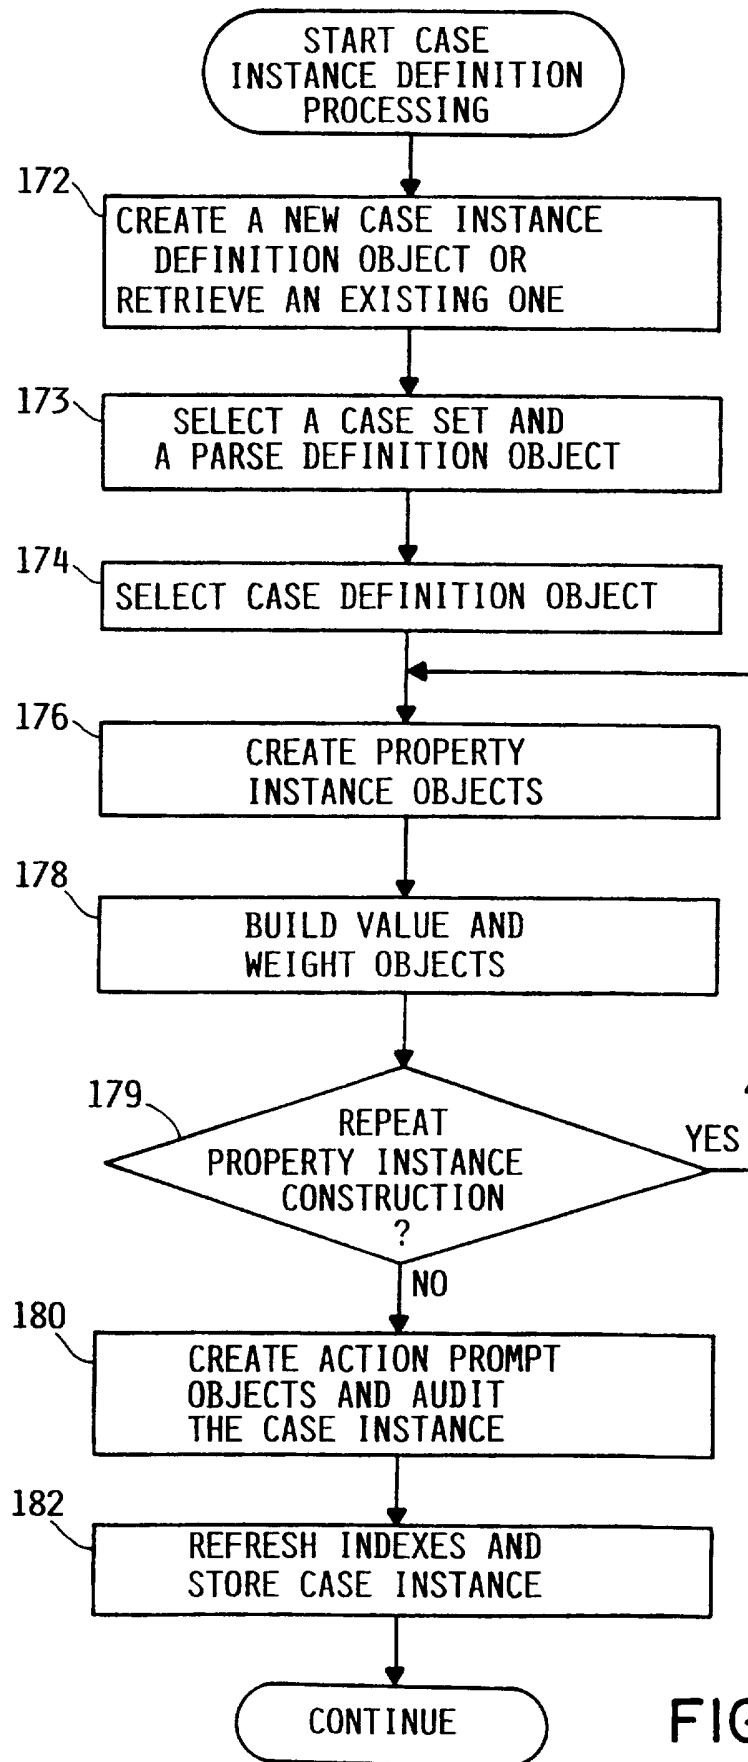 START CASE
INSTANCE DEFINITION
PROCESSING
172
CREATE A NEW CASE INSTANCE
DEFINITION OBJECT OR
RETRIEVE AN EXISTING ONE
173
SELECT A CASE SET AND
A PARSE DEFINITION OBJECT
174
SELECT CASE DEFINITION OBJECT
176
CREATE PROPERTY
INSTANCE OBJECTS
178
BUILD VALUE AND
WEIGHT OBJECTS
179
REPEAT
PROPERTY INSTANCE
CONSTRUCTION
?
YES
NO
180
CREATE ACTION PROMPT
OBJECTS AND AUDIT
THE CASE INSTANCE
182
REFRESH INDEXES AND
STORE CASE INSTANCE
CONTINUE